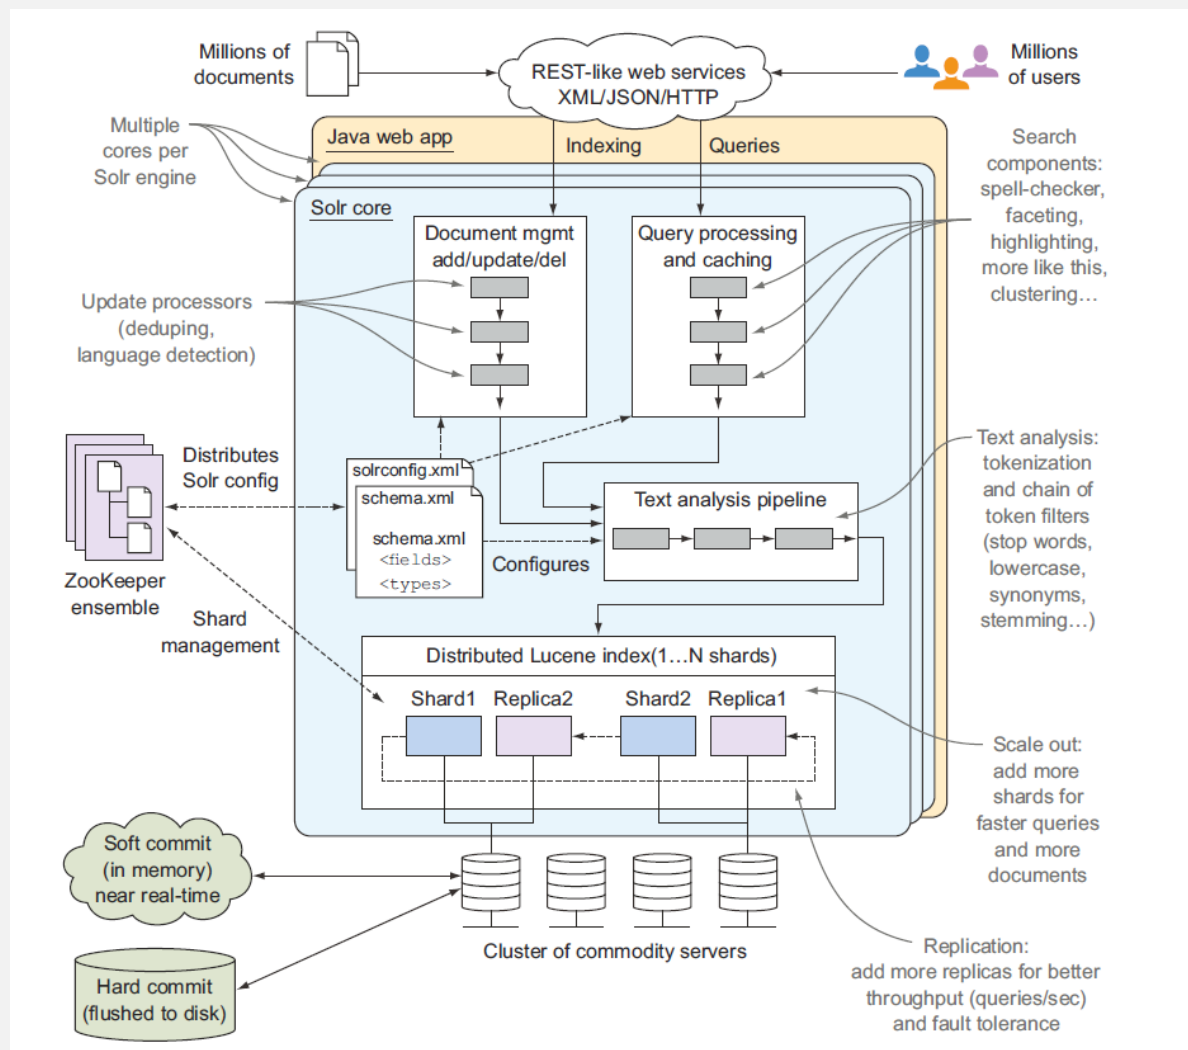 Millions of
documents
REST-like web services
XML/JSON/HTTP
Millions
of users
Multiple
cores per
Solr engine
Java web app
Indexing
Queries
Search
components:
spell-checker,
faceting,
highlighting,
more like this,
clustering…
Solr core
Document mgmt
add/update/del
Query processing
and caching
Update processors
(deduping,
language detection)
Distributes
Solr config
solrconfig.xml
schema.xml
schema.xml
<fields>
<types>
Configures
Text analysis pipeline
Text analysis:
tokenization
and chain of
token filters
(stop words,
lowercase,
synonyms,
stemming…)
ZooKeeper
ensemble
Shard
management
Distributed Lucene index(1…N shards)
Shard1
Replica2
Shard2
Replica1
Scale out:
add more
shards for
faster queries
and more
documents
Soft commit
(in memory)
near real-time
Cluster of commodity servers
Hard commit
(flushed to disk)
Replication:
add more replicas for better
throughput (queries/sec)
and fault tolerance